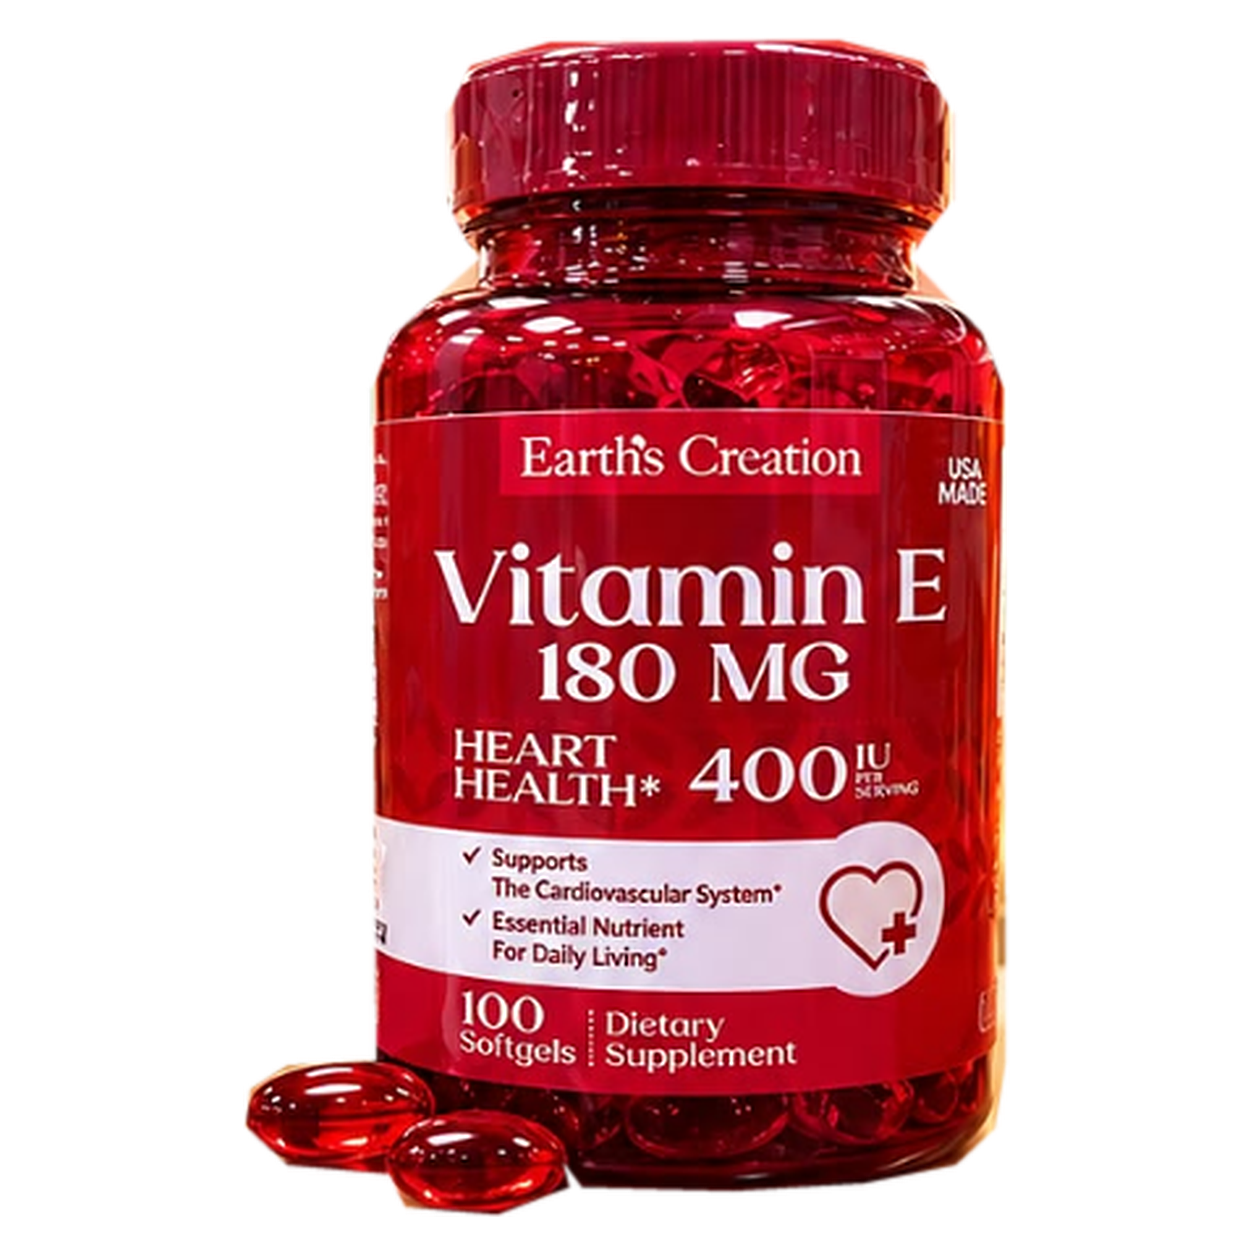 Earth's Creation
USA
MADE
Vitamin E
180 MG
HEART
HEALTH*
400 IU
PER
SERVING
Supports
The Cardiovascular System*
Essential Nutrient
For Daily Living*
100
Softgels
Dietary
Supplement